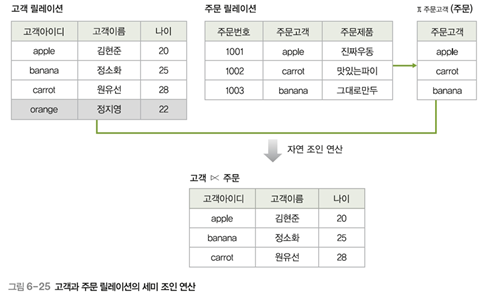 고객 릴레이션
고객아이디 고객이름 나이
apple 김현준 20
banana 정소화 25
carrot 원유선 28
orange 정지영 22
주문 릴레이션
주문번호 주문고객 주문제품
1001 apple 진짜우동
1002 carrot 맛있는파이
1003 banana 그대로만두
π 주문고객 (주문)
주문고객
apple
carrot
banana
자연 조인 연산
고객 ⋉ 주문
고객아이디 고객이름 나이
apple 김현준 20
banana 정소화 25
carrot 원유선 28
그림 6-25 고객과 주문 릴레이션의 세미 조인 연산